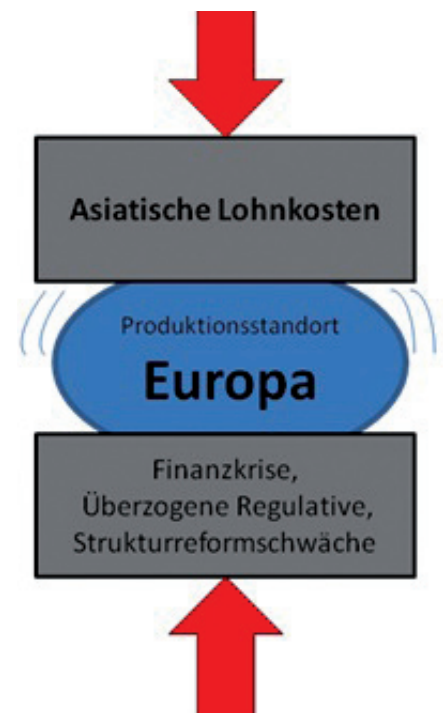 Asiatische Lohnkosten
Produktionsstandort
Europa
Finanzkrise,
Überzogene Regulative,
Strukturreformschwäche